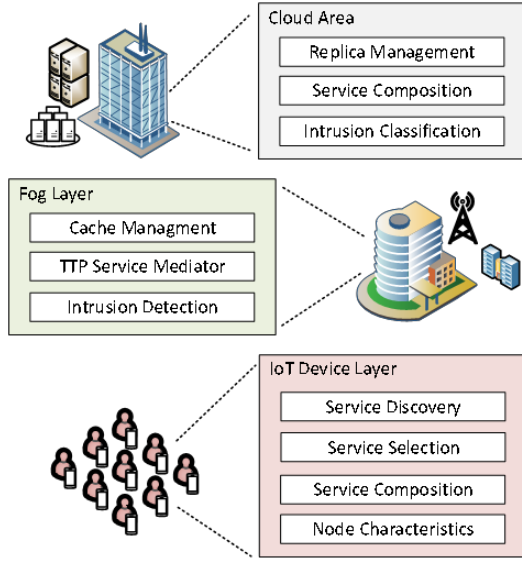 Cloud Area
Replica Management
Service Composition
Intrusion Classification
Fog Layer
Cache Managment
TTP Service Mediator
Intrusion Detection
IoT Device Layer
Service Discovery
Service Selection
Service Composition
Node Characteristics